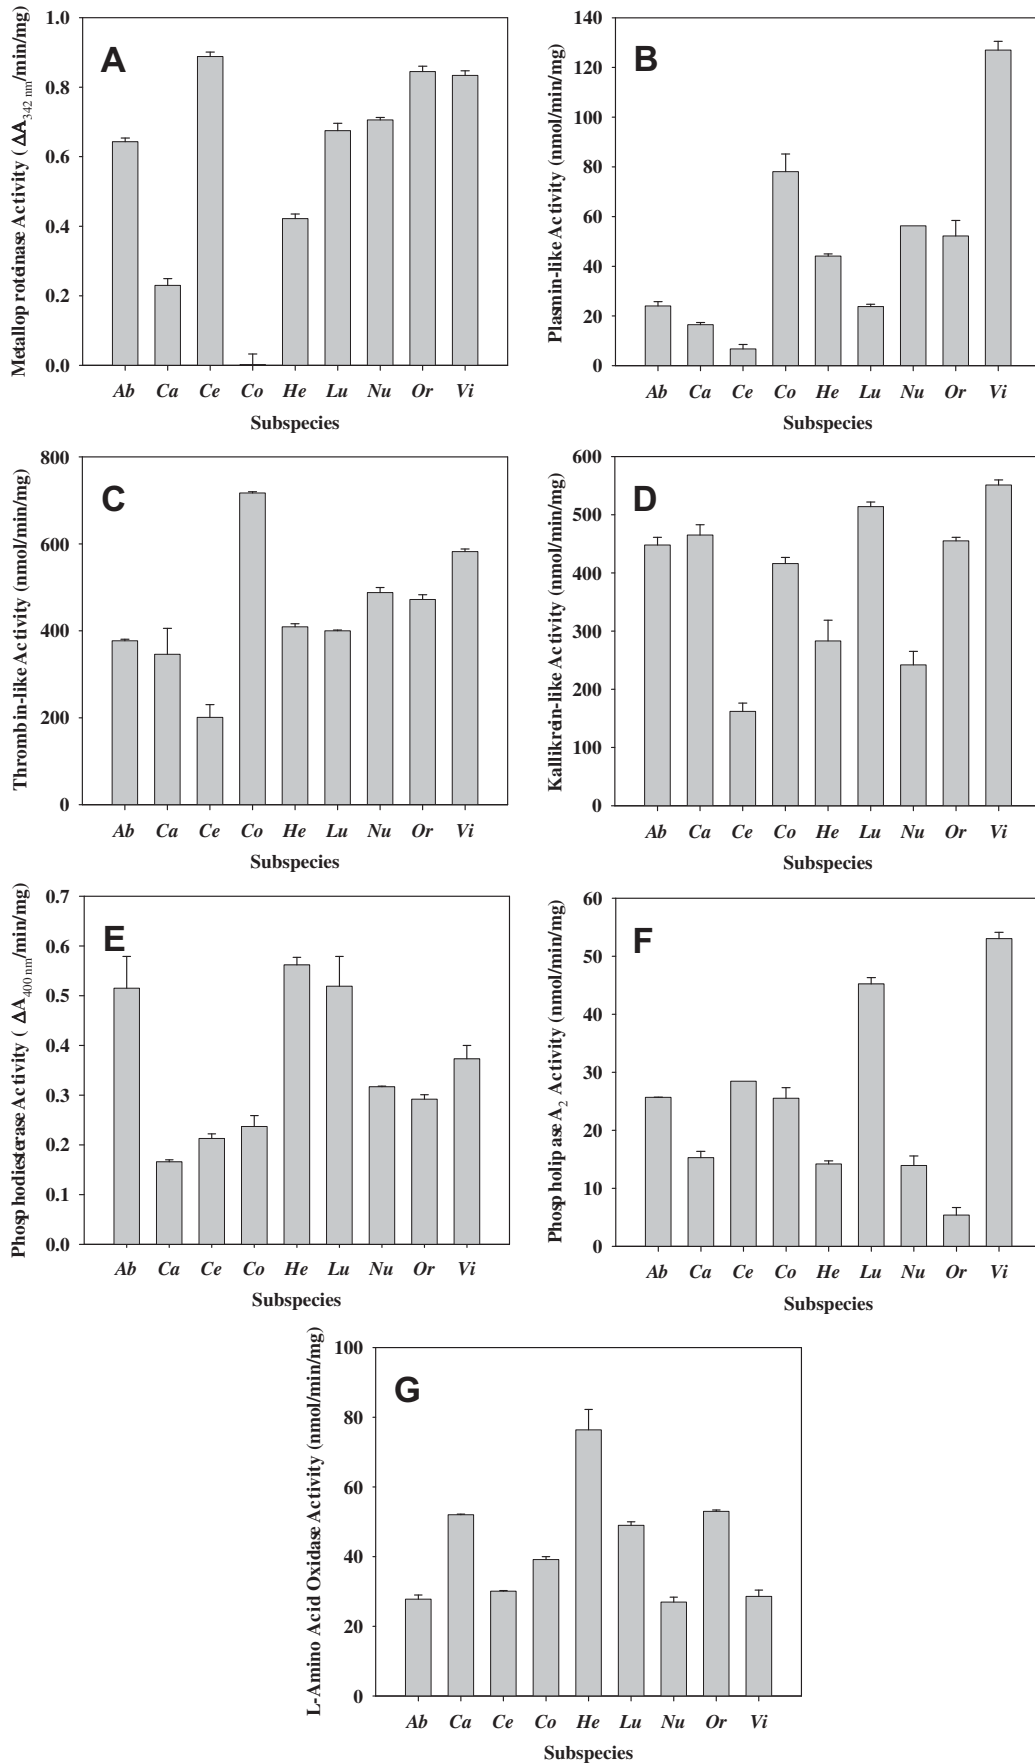 A
Metalloproteinase Activity (ΔA342 nm/min/mg)
1.0
0.8
0.6
0.4
0.2
0.0
Ab Ca Ce Co He Lu Nu Or Vi
Subspecies
B
Plasmin-like Activity (nmol/min/mg)
140
120
100
80
60
40
20
0
Ab Ca Ce Co He Lu Nu Or Vi
Subspecies
C
Thrombin-like Activity (nmol/min/mg)
800
600
400
200
0
Ab Ca Ce Co He Lu Nu Or Vi
Subspecies
D
Kallikrein-like Activity (nmol/min/mg)
600
500
400
300
200
100
0
Ab Ca Ce Co He Lu Nu Or Vi
Subspecies
E
Phosphodiesterase Activity (ΔA400 nm/min/mg)
0.7
0.6
0.5
0.4
0.3
0.2
0.1
0.0
Ab Ca Ce Co He Lu Nu Or Vi
Subspecies
F
Phospholipase A2 Activity (nmol/min/mg)
60
50
40
30
20
10
0
Ab Ca Ce Co He Lu Nu Or Vi
Subspecies
G
L-Amino Acid Oxidase Activity (nmol/min/mg)
100
80
60
40
20
0
Ab Ca Ce Co He Lu Nu Or Vi
Subspecies